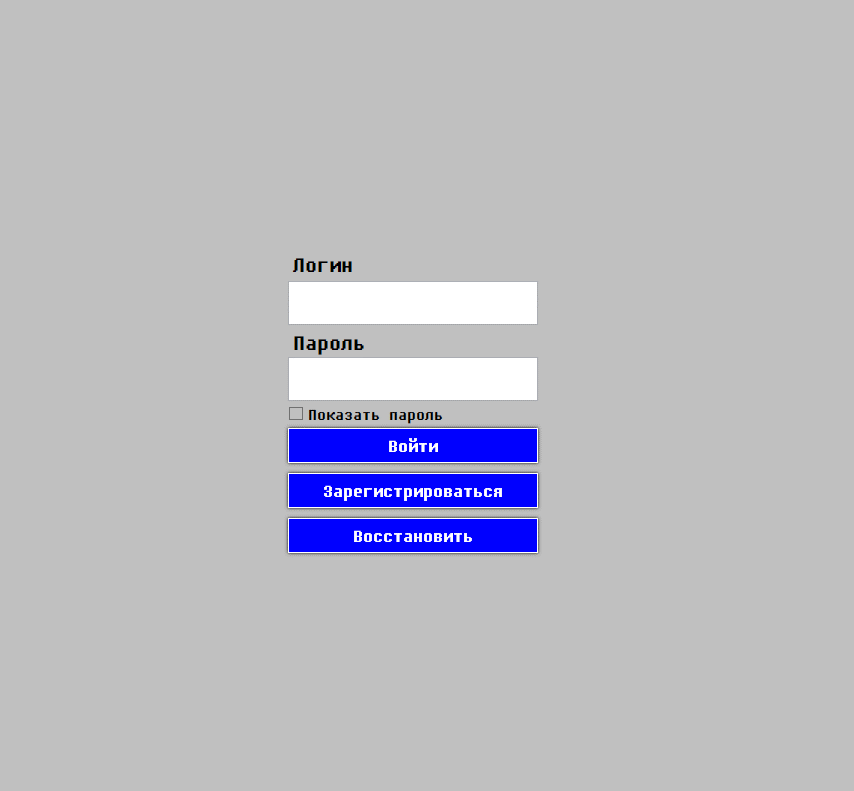 Логин
Пароль
Показать пароль
Войти
Зарегистрироваться
Восстановить